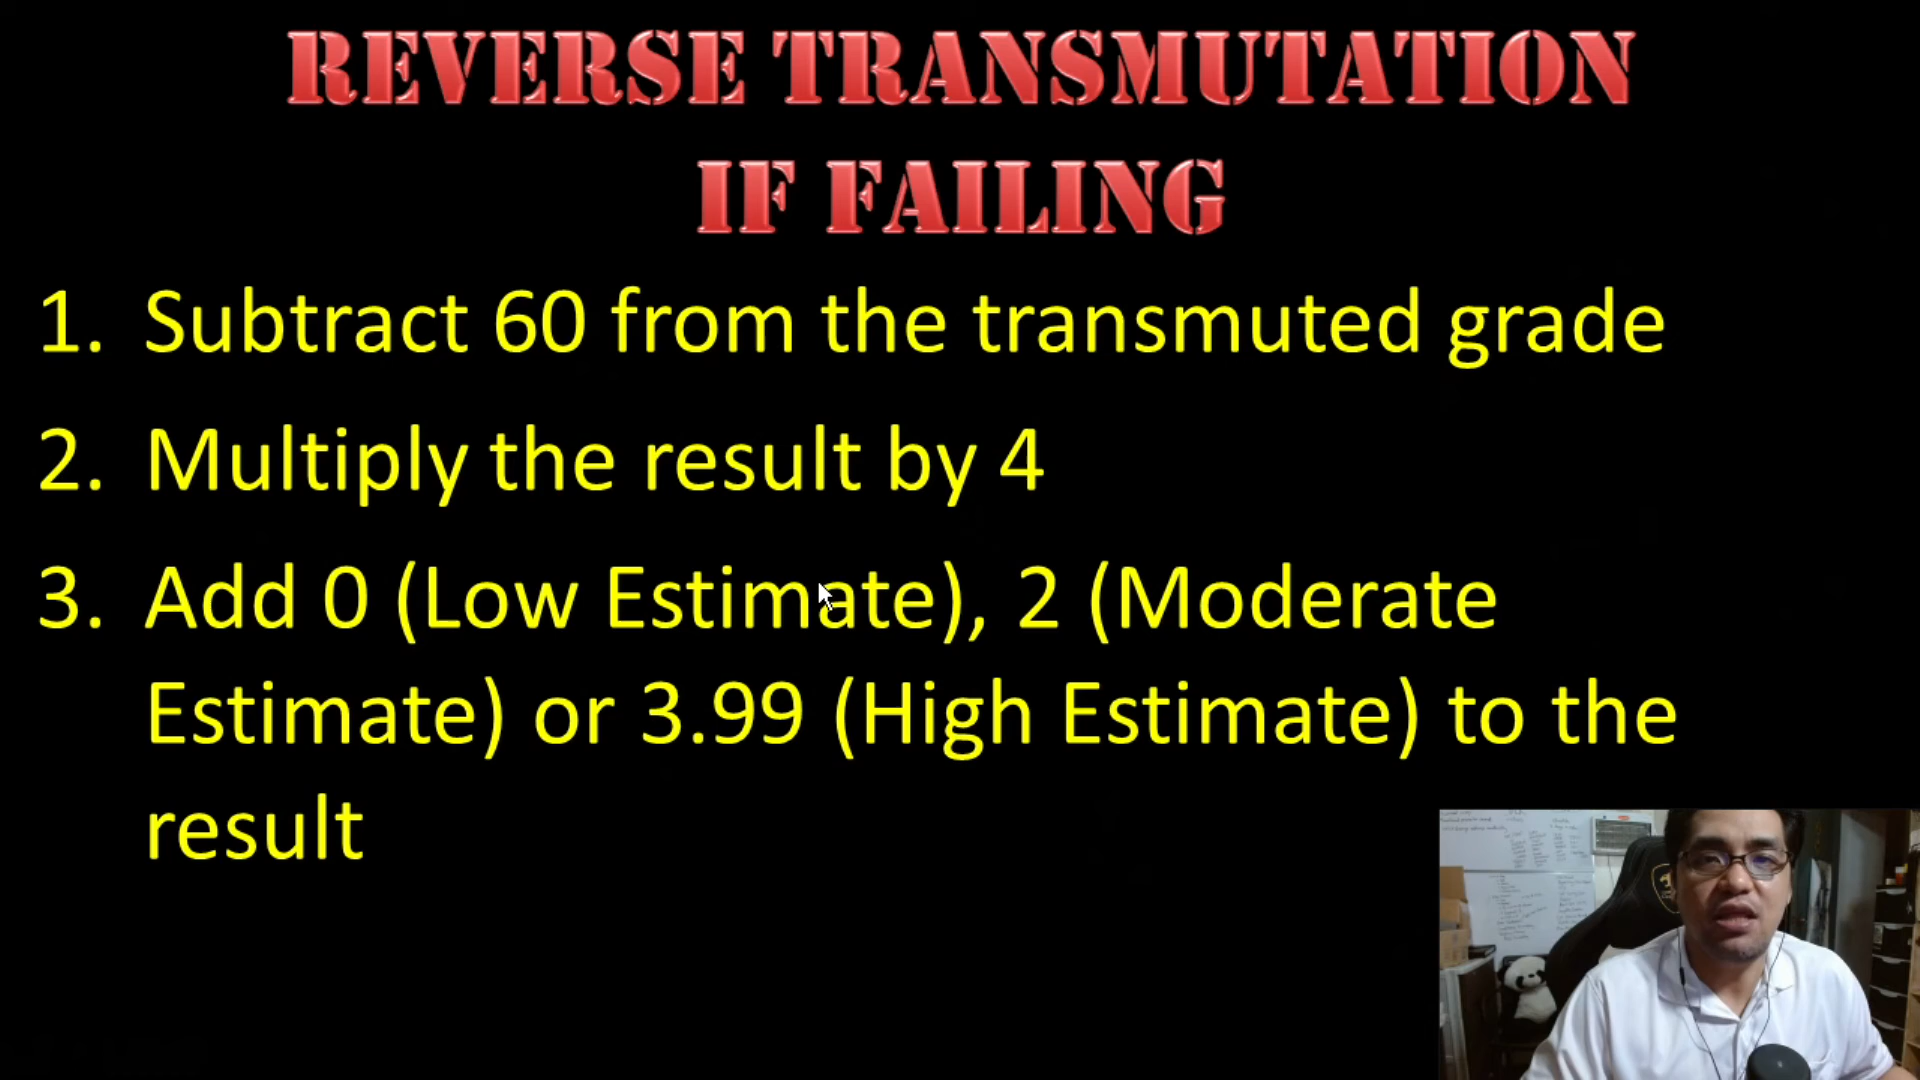 REVERSE TRANSMUTATION
IF FAILING
1. Subtract 60 from the transmuted grade
2. Multiply the result by 4
3. Add 0 (Low Estimate), 2 (Moderate
Estimate) or 3.99 (High Estimate) to the
result